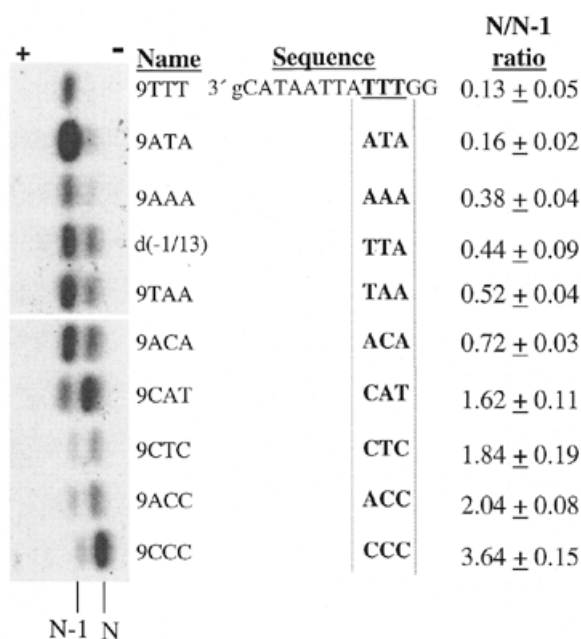 N/N-1
+ - Name Sequence ratio
9TTT 3´ gCATAATTATTTGG 0.13 ± 0.05
9ATA ATA 0.16 ± 0.02
9AAA AAA 0.38 ± 0.04
d(-1/13) TTA 0.44 ± 0.09
9TAA TAA 0.52 ± 0.04
9ACA ACA 0.72 ± 0.03
9CAT CAT 1.62 ± 0.11
9CTC CTC 1.84 ± 0.19
9ACC ACC 2.04 ± 0.08
9CCC CCC 3.64 ± 0.15
N-1 N